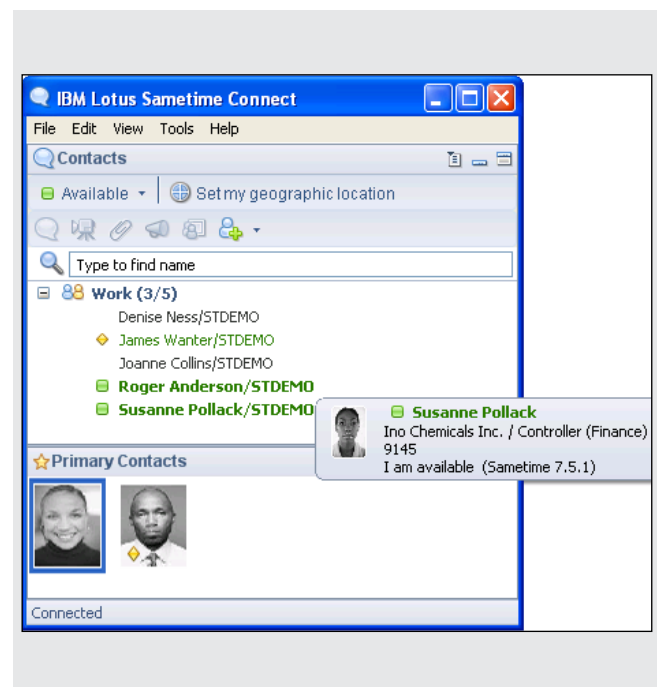 IBM Lotus Sametime Connect
File Edit View Tools Help
Contacts
Available Set my geographic location
Type to find name
Work (3/5)
Denise Ness/STDEMO
James Wanter/STDEMO
Joanne Collins/STDEMO
Roger Anderson/STDEMO
Susanne Pollack/STDEMO
Susanne Pollack
Ino Chemicals Inc. / Controller (Finance)
9145
I am available (Sametime 7.5.1)
Primary Contacts
Connected